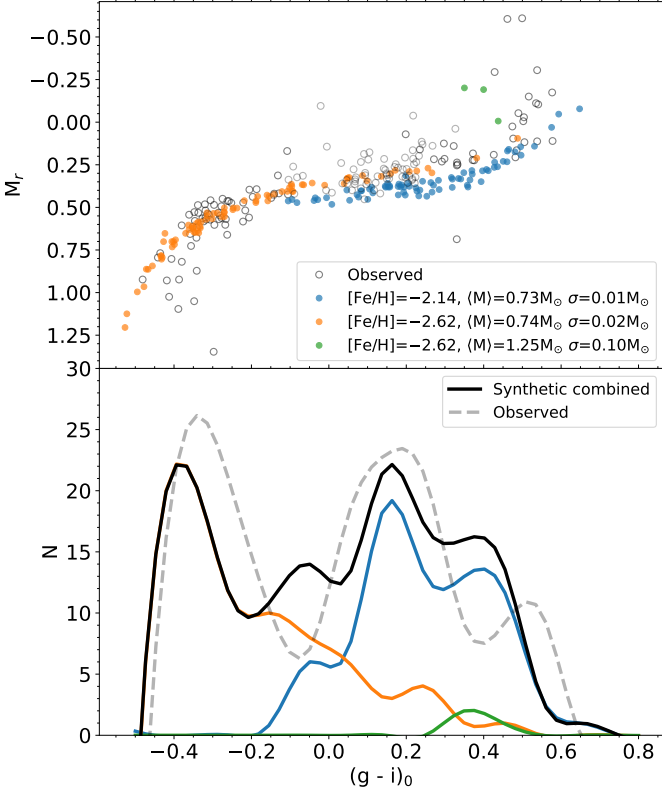 −0.50
−0.25
0.00
0.25
0.50
0.75
1.00
1.25
M_r
Observed
[Fe/H]=−2.14, ⟨M⟩=0.73M⊙ σ=0.01M⊙
[Fe/H]=−2.62, ⟨M⟩=0.74M⊙ σ=0.02M⊙
[Fe/H]=−2.62, ⟨M⟩=1.25M⊙ σ=0.10M⊙
30
25
20
15
10
5
0
N
Synthetic combined
Observed
−0.4 −0.2 0.0 0.2 0.4 0.6 0.8
(g - i)₀